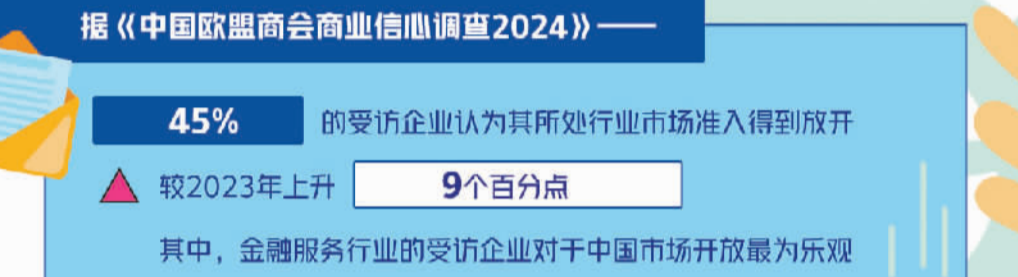 据《中国欧盟商会商业信心调查2024》——
45% 的受访企业认为其所处行业市场准入得到放开
较2023年上升 9个百分点
其中，金融服务行业的受访企业对于中国市场开放最为乐观